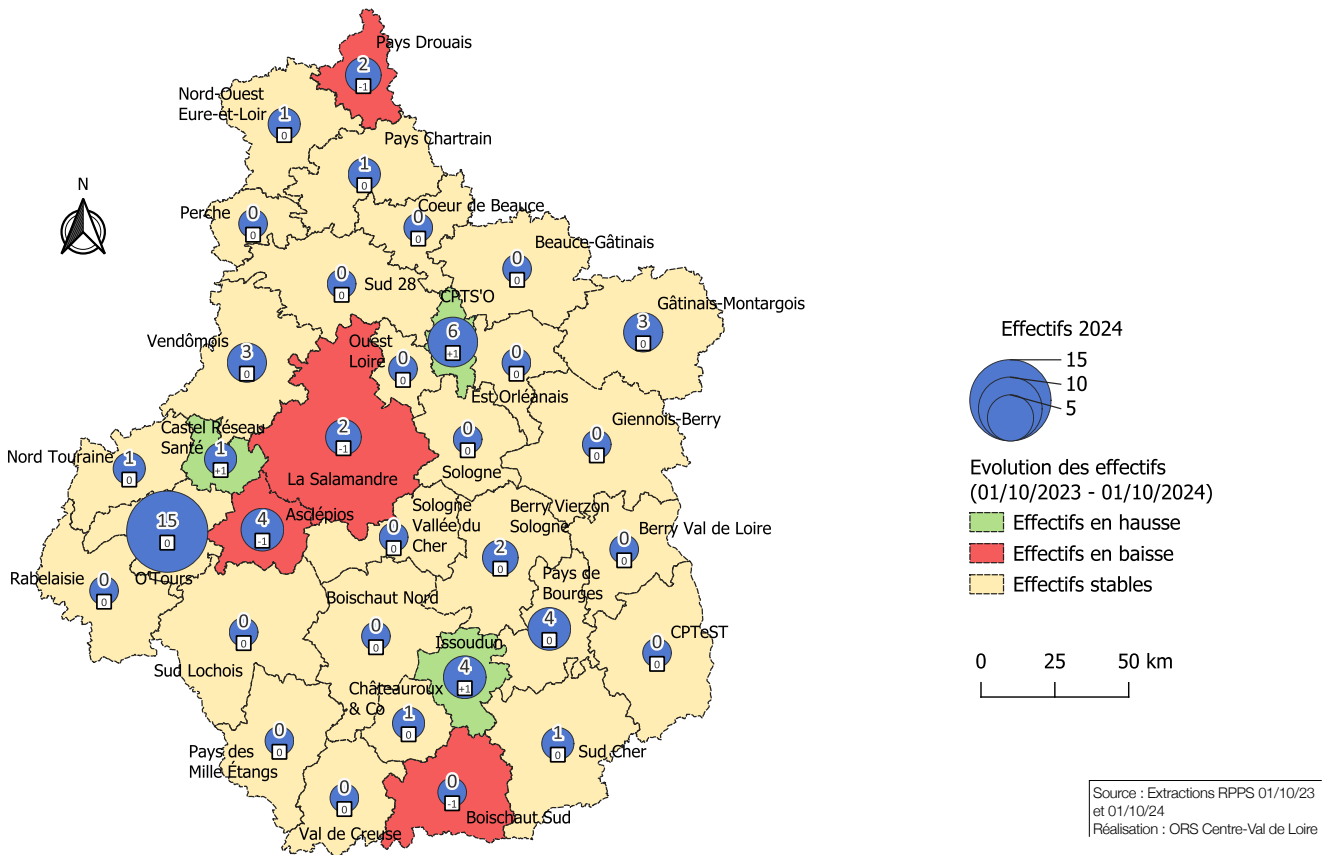 Pays Drouais
2
-1
Nord-Ouest
Eure-et-Loir
1
0
Pays Chartrain
1
0
N
Perche
0
0
Coeur de Beauce
0
0
Beauce-Gâtinais
0
0
Sud 28
0
0
CPTS'O
6
+1
Gâtinais-Montargois
3
0
Vendômois
3
0
Ouest
Loire
0
0
0
0
Est Orléanais
Giennois-Berry
0
0
Castel Réseau
Santé
1
+1
2
-1
La Salamandre
0
0
Sologne
Nord Touraine
1
0
15
0
O'Tours
Asclépios
4
-1
Sologne
Vallée du
Cher
0
0
Berry Vierzon
Sologne
2
0
Berry Val de Loire
0
0
Rabelaisie
0
0
Pays de
Bourges
4
0
Boischaut Nord
0
0
0
0
Sud Lochois
Issoudun
4
+1
CPTeST
0
0
Châteauroux
& Co
1
0
Pays des
Mille Étangs
0
0
1
0
Sud Cher
0
0
Val de Creuse
0
-1
Boischaut Sud
Effectifs 2024
15
10
5
Evolution des effectifs
(01/10/2023 - 01/10/2024)
Effectifs en hausse
Effectifs en baisse
Effectifs stables
0 25 50 km
Source : Extractions RPPS 01/10/23
et 01/10/24
Réalisation : ORS Centre-Val de Loire